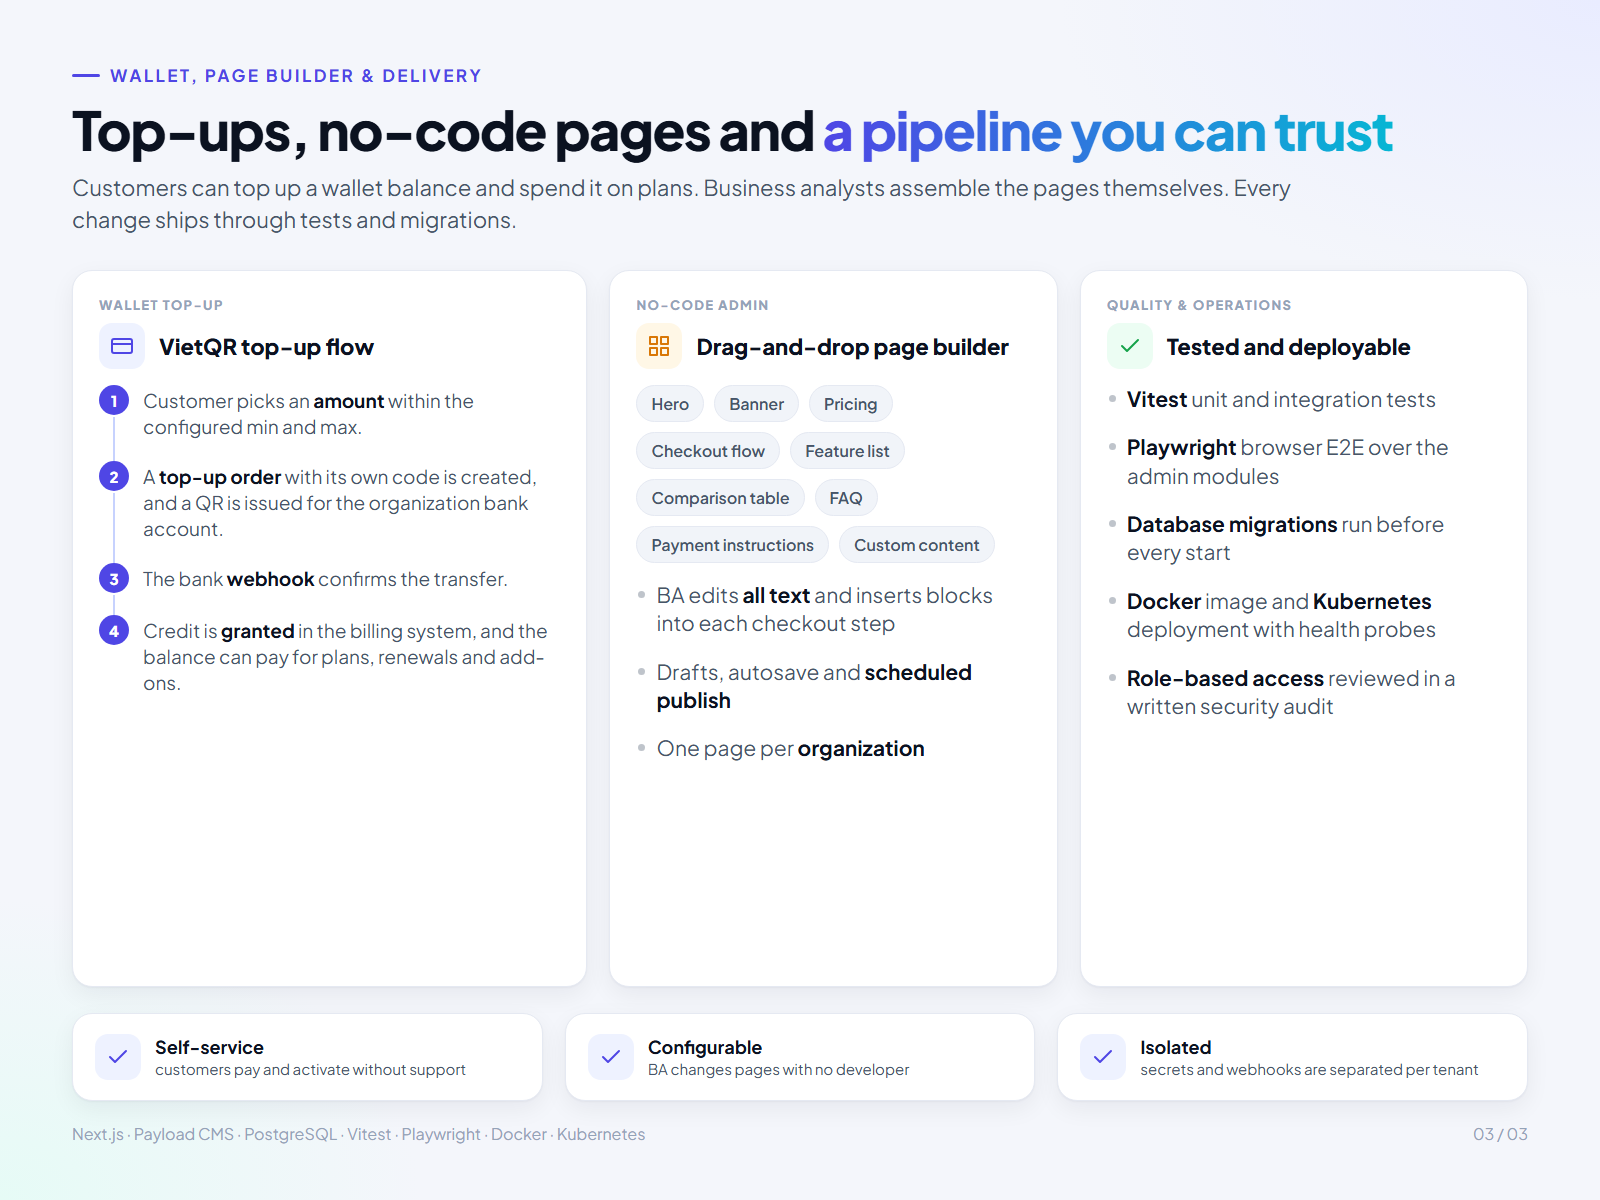 WALLET, PAGE BUILDER & DELIVERY
Top-ups, no-code pages and a pipeline you can trust
Customers can top up a wallet balance and spend it on plans. Business analysts assemble the pages themselves. Every
change ships through tests and migrations.
WALLET TOP-UP
VietQR top-up flow
1
Customer picks an amount within the
configured min and max.
2
A top-up order with its own code is created,
and a QR is issued for the organization bank
account.
3
The bank webhook confirms the transfer.
4
Credit is granted in the billing system, and the
balance can pay for plans, renewals and add-
ons.
NO-CODE ADMIN
Drag-and-drop page builder
Hero
Banner
Pricing
Checkout flow
Feature list
Comparison table
FAQ
Payment instructions
Custom content
BA edits all text and inserts blocks
into each checkout step
Drafts, autosave and scheduled
publish
One page per organization
QUALITY & OPERATIONS
Tested and deployable
Vitest unit and integration tests
Playwright browser E2E over the
admin modules
Database migrations run before
every start
Docker image and Kubernetes
deployment with health probes
Role-based access reviewed in a
written security audit
Self-service
customers pay and activate without support
Configurable
BA changes pages with no developer
Isolated
secrets and webhooks are separated per tenant
Next.js · Payload CMS · PostgreSQL · Vitest · Playwright · Docker · Kubernetes
03 / 03